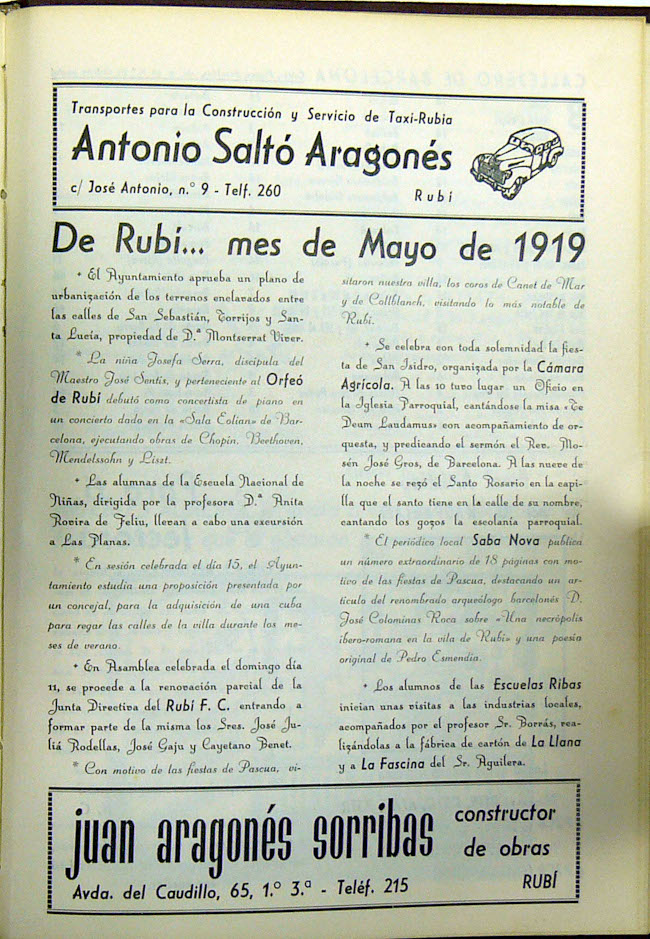 Transportes para la Construcción y Servicio de Taxi-Rubia
Antonio Saltó Aragonés
c/ José Antonio, n.° 9 - Telf. 260
Rubí
De Rubí... mes de Mayo de 1919
* El Ayuntamiento aprueba un plano de
urbanización de los terrenos enclavados entre
las calles de San Sebastián, Torrijos y San-
ta Lucía, propiedad de D.ª Montserrat Viver.
* La niña Josefa Serra, discípula del
Maestro José Sentís, y perteneciente al Orfeó
de Rubí debutó como concertista de piano en
un concierto dado en la «Sala Eolian» de Bar-
celona, ejecutando obras de Chopin, Beethoven,
Mendelssohn y Liszt.
* Las alumnas de la Escuela Nacional de
Niñas, dirigida por la profesora D.ª Anita
Rovira de Feliu, llevan a cabo una excursión
a Las Planas.
* En sesión celebrada el día 15, el Ayun-
tamiento estudia una proposición presentada por
un concejal, para la adquisición de una cuba
para regar las calles de la villa durante los me-
ses de verano.
* En Asamblea celebrada el domingo día
11, se procede a la renovación parcial de la
Junta Directiva del Rubí F. C. entrando a
formar parte de la misma los Sres. José Ju-
liá Rodellas, José Gaju y Cayetano Benet.
* Con motivo de las fiestas de Pascua, vi-
sitaron nuestra villa, los coros de Canet de Mar
y de Collblanch, visitando lo más notable de
Rubí.
* Se celebra con toda solemnidad la fies-
ta de San Isidro, organizada por la Cámara
Agrícola. A las 10 tuvo lugar un Oficio en
la Iglesia Parroquial, cantándose la misa «Te
Deum Laudamus» con acompañamiento de or-
questa, y predicando el sermón el Rev. Mo-
sén José Gros, de Barcelona. A las nueve de
la noche se rezó el Santo Rosario en la capi-
lla que el santo tiene en la calle de su nombre,
cantando los gozos la escolanía parroquial.
* El periódico local Saba Nova publica
un número extraordinario de 18 páginas con mo-
tivo de las fiestas de Pascua, destacando un ar-
tículo del renombrado arqueólogo barcelonés D.
José Colominas Roca sobre «Una necrópolis
ibero-romana en la vila de Rubí» y una poesía
original de Pedro Esmendia.
* Los alumnos de las Escuelas Ribas
inician unas visitas a las industrias locales,
acompañados por el profesor Sr. Borrás, rea-
lizándolas a la fábrica de cartón de La Llana
y a La Fascina del Sr. Aguilera.
juan aragonés sorribas
constructor
de obras
Avda. del Caudillo, 65, 1.° 3.ª - Teléf. 215
RUBÍ